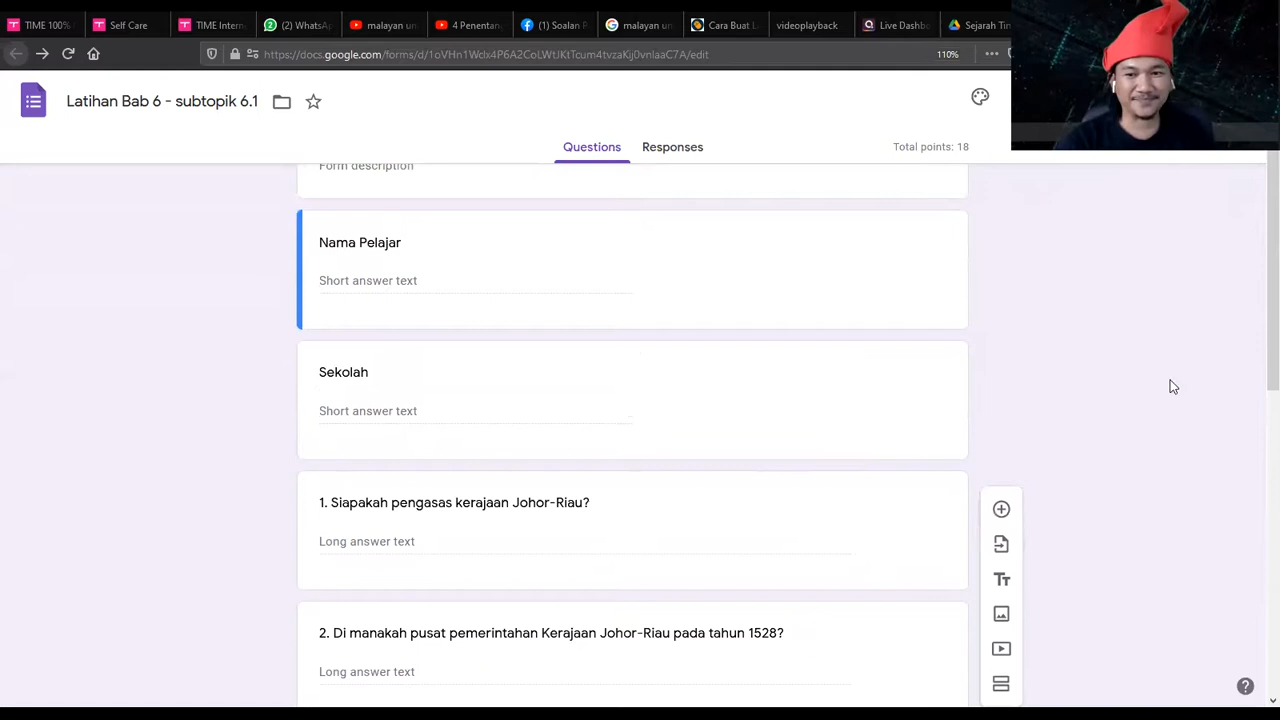 TIME 100%
Self Care
TIME Intern
(2) WhatsA
malayan un
4 Penentan
(1) Soalan P
malayan un
Cara Buat L
videoplayback
Live Dashb
Sejarah Tin
https://docs.google.com/forms/d/
/edit
110%
Latihan Bab 6 - subtopik 6.1
Questions
Responses
Total points: 18
Form description
Nama Pelajar
Short answer text
Sekolah
Short answer text
1. Siapakah pengasas kerajaan Johor-Riau?
Long answer text
2. Di manakah pusat pemerintahan Kerajaan Johor-Riau pada tahun 1528?
Long answer text